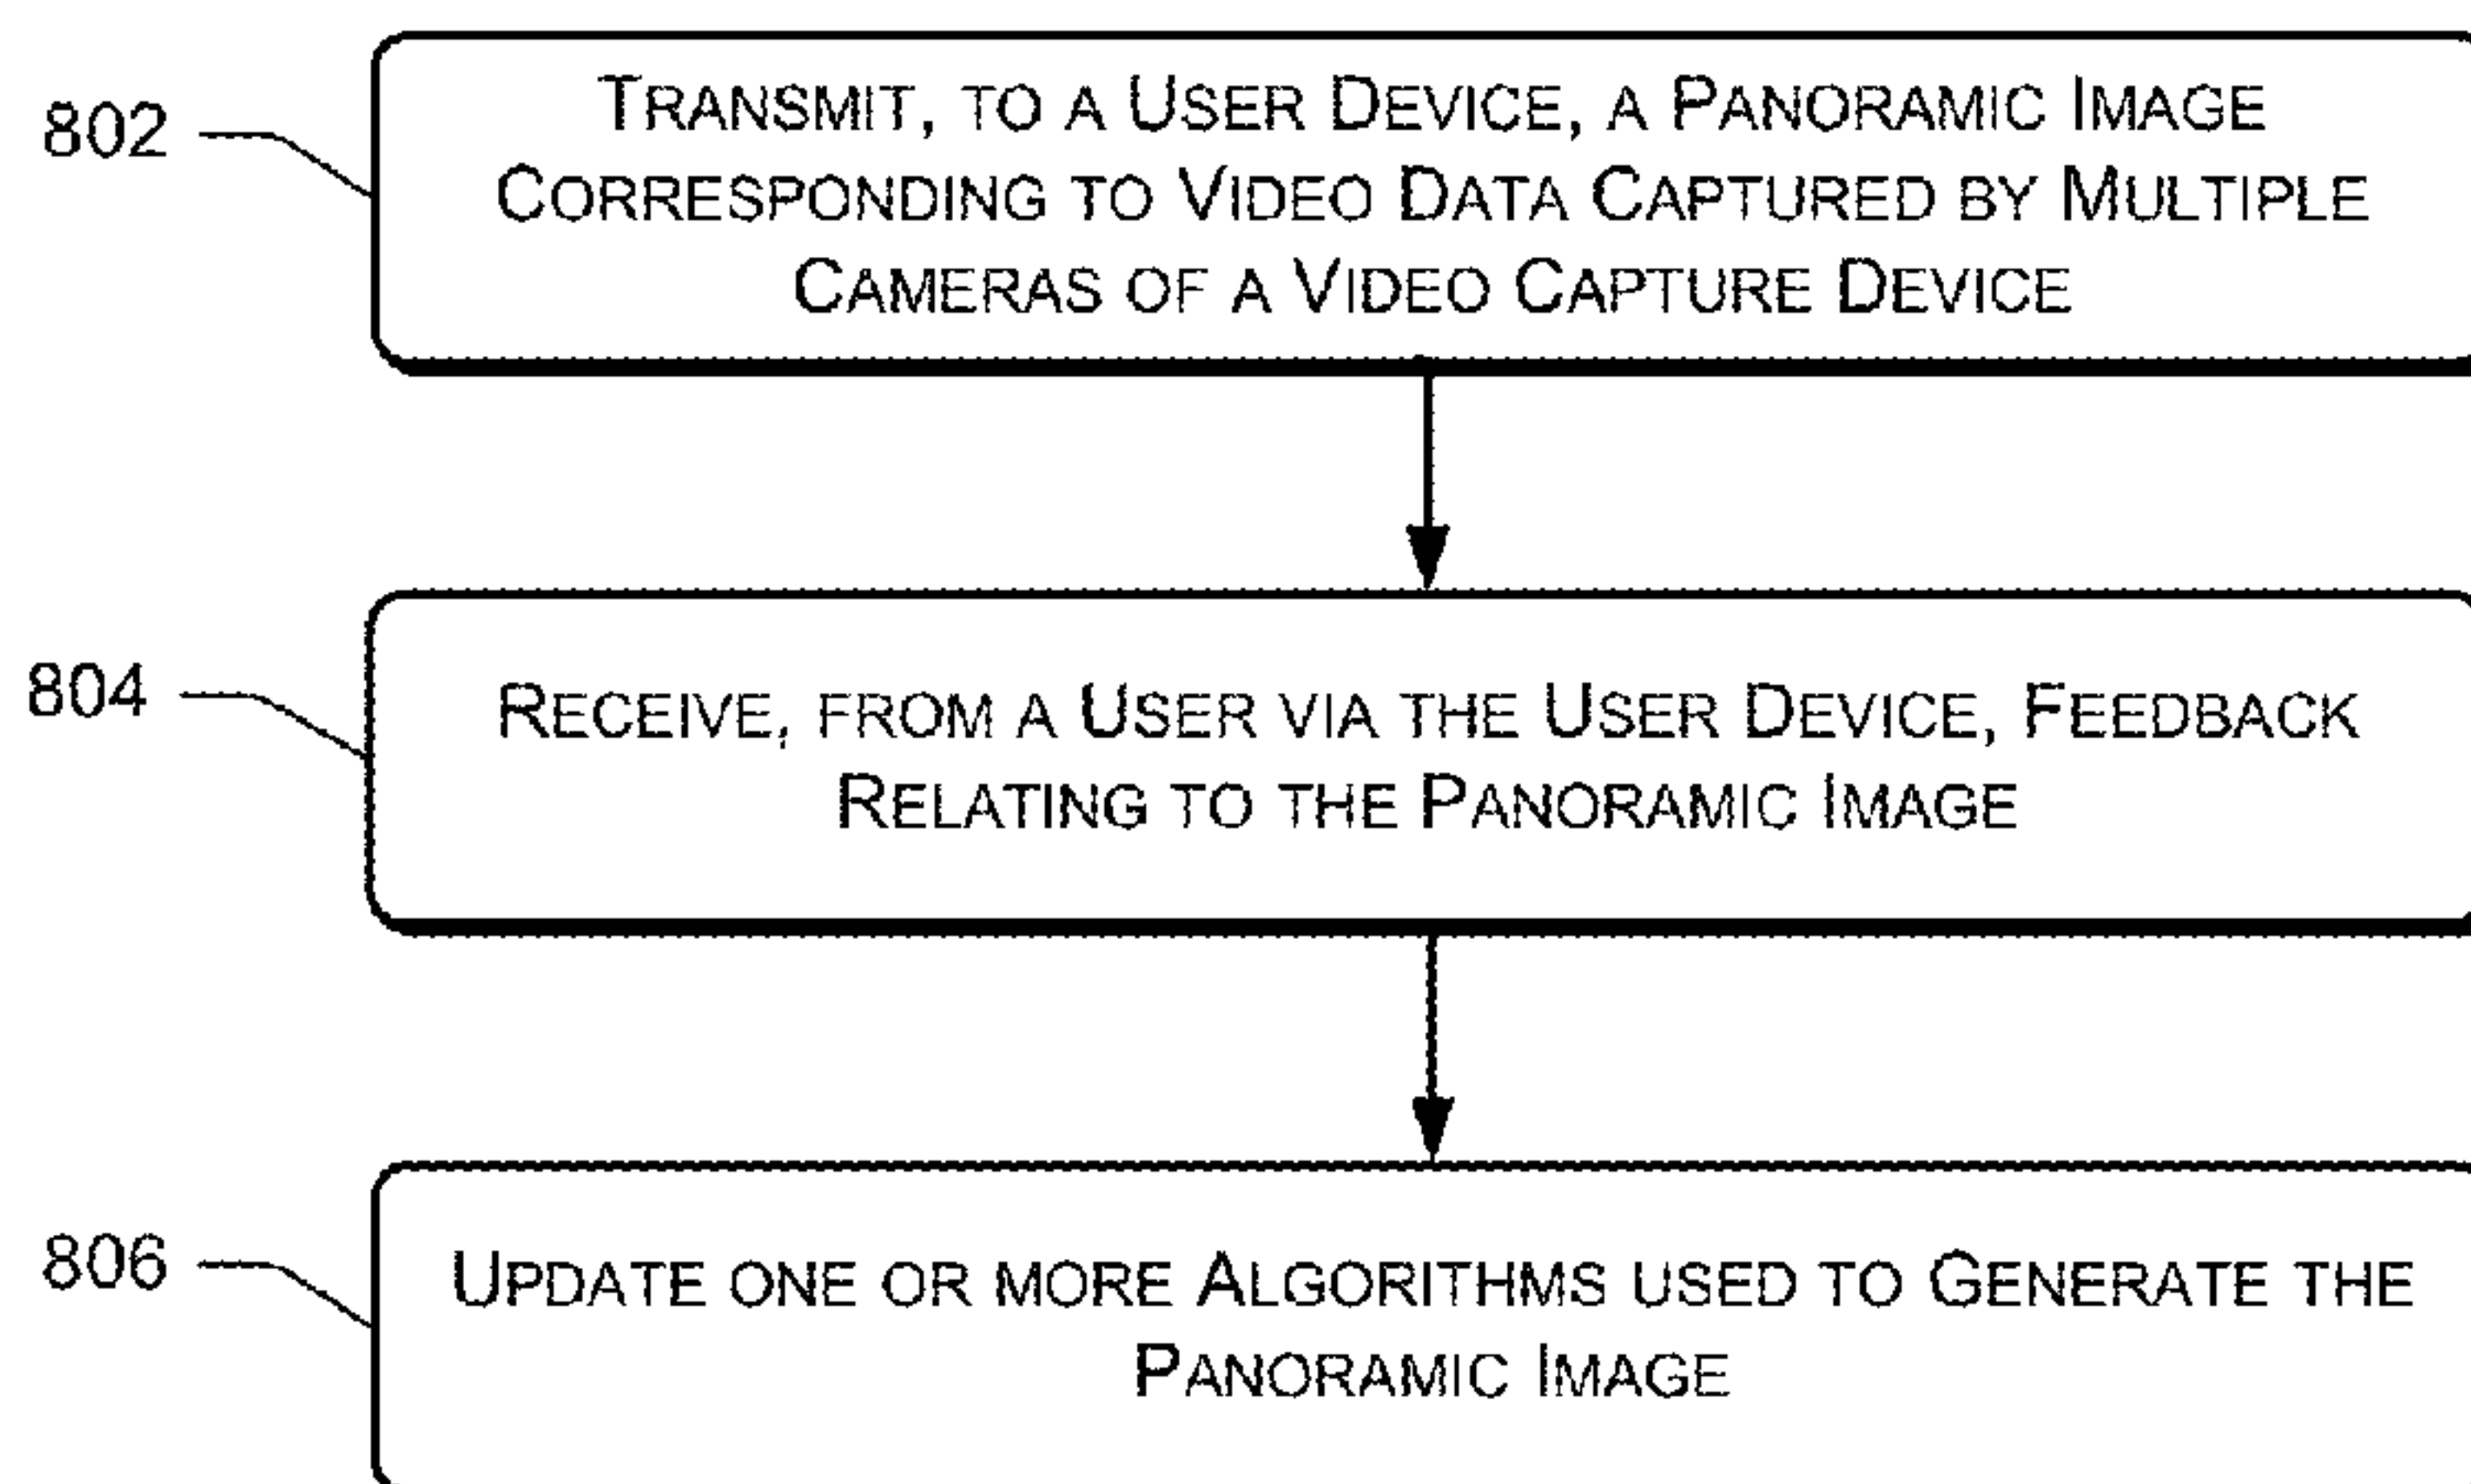 802
TRANSMIT, TO A USER DEVICE, A PANORAMIC IMAGE
CORRESPONDING TO VIDEO DATA CAPTURED BY MULTIPLE
CAMERAS OF A VIDEO CAPTURE DEVICE
804
RECEIVE, FROM A USER VIA THE USER DEVICE, FEEDBACK
RELATING TO THE PANORAMIC IMAGE
806
UPDATE ONE OR MORE ALGORITHMS USED TO GENERATE THE
PANORAMIC IMAGE